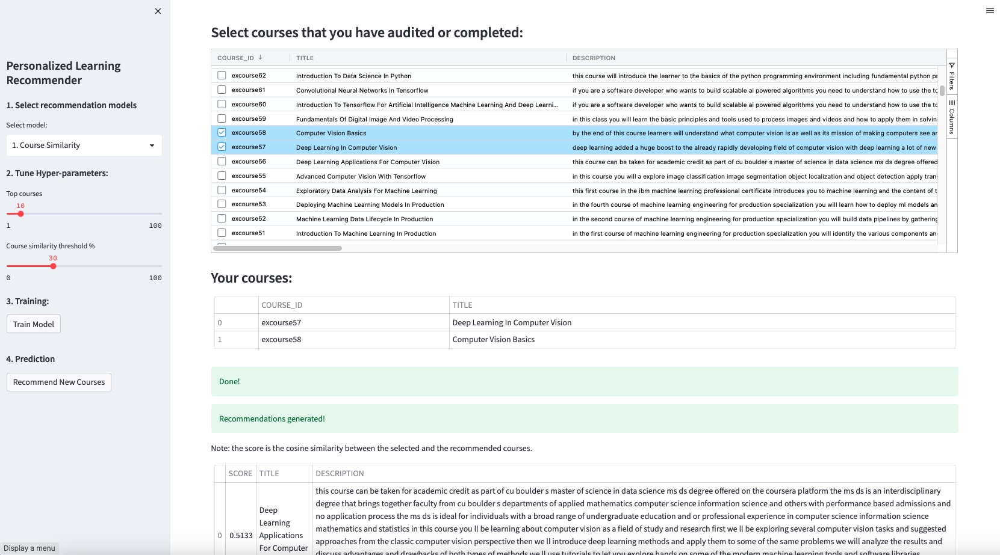 Personalized Learning
Recommender
1. Select recommendation models
Select model:
1. Course Similarity
2. Tune Hyper-parameters:
Top courses
10
1 100
Course similarity threshold %
30
0 100
3. Training:
Train Model
4. Prediction
Recommend New Courses
Display a menu
Select courses that you have audited or completed:
COURSE_ID TITLE DESCRIPTION
excourse62 Introduction To Data Science In Python this course will introduce the learner to the basics of the python programming environment including fundamental python pr
excourse61 Convolutional Neural Networks In Tensorflow if you are a software developer who wants to build scalable ai powered algorithms you need to understand how to use the to
excourse60 Introduction To Tensorflow For Artificial Intelligence Machine Learning And Deep Learni... if you are a software developer who wants to build scalable ai powered algorithms you need to understand how to use the to
excourse59 Fundamentals Of Digital Image And Video Processing in this class you will learn the basic principles and tools used to process images and videos and how to apply them in solvin
excourse58 Computer Vision Basics by the end of this course learners will understand what computer vision is as well as its mission of making computers see an
excourse57 Deep Learning In Computer Vision deep learning added a huge boost to the already rapidly developing field of computer vision with deep learning a lot of new
excourse56 Deep Learning Applications For Computer Vision this course can be taken for academic credit as part of cu boulder s master of science in data science ms ds degree offered
excourse55 Advanced Computer Vision With Tensorflow in this course you will a explore image classification image segmentation object localization and object detection apply tran
excourse54 Exploratory Data Analysis For Machine Learning this first course in the ibm machine learning professional certificate introduces you to machine learning and the content of t
excourse53 Deploying Machine Learning Models In Production in the fourth course of machine learning engineering for production specialization you will learn how to deploy ml models an
excourse52 Machine Learning Data Lifecycle In Production in the second course of machine learning engineering for production specialization you will build data pipelines by gathering
excourse51 Introduction To Machine Learning In Production in the first course of machine learning engineering for production specialization you will identify the various components an
Filters
Columns
Your courses:
COURSE_ID TITLE
0 excourse57 Deep Learning In Computer Vision
1 excourse58 Computer Vision Basics
Done!
Recommendations generated!
Note: the score is the cosine similarity between the selected and the recommended courses.
SCORE TITLE DESCRIPTION
0 0.5133
Deep
Learning
Applications
For Computer
this course can be taken for academic credit as part of cu boulder s master of science in data science ms ds degree offered on the coursera platform the ms ds is an interdisciplinary
degree that brings together faculty from cu boulder s departments of applied mathematics computer science information science and others with performance based admissions and
no application process the ms ds is ideal for individuals with a broad range of undergraduate education and or professional experience in computer science information science
mathematics and statistics in this course you ll be learning about computer vision as a field of study and research first we ll be exploring several computer vision tasks and suggested
approaches from the classic computer vision perspective then we ll introduce deep learning methods and apply them to some of the same problems we will analyze the results and
discuss advantages and drawbacks of both types of methods we ll use tutorials to let you explore hands on some of the modern machine learning tools and software libraries